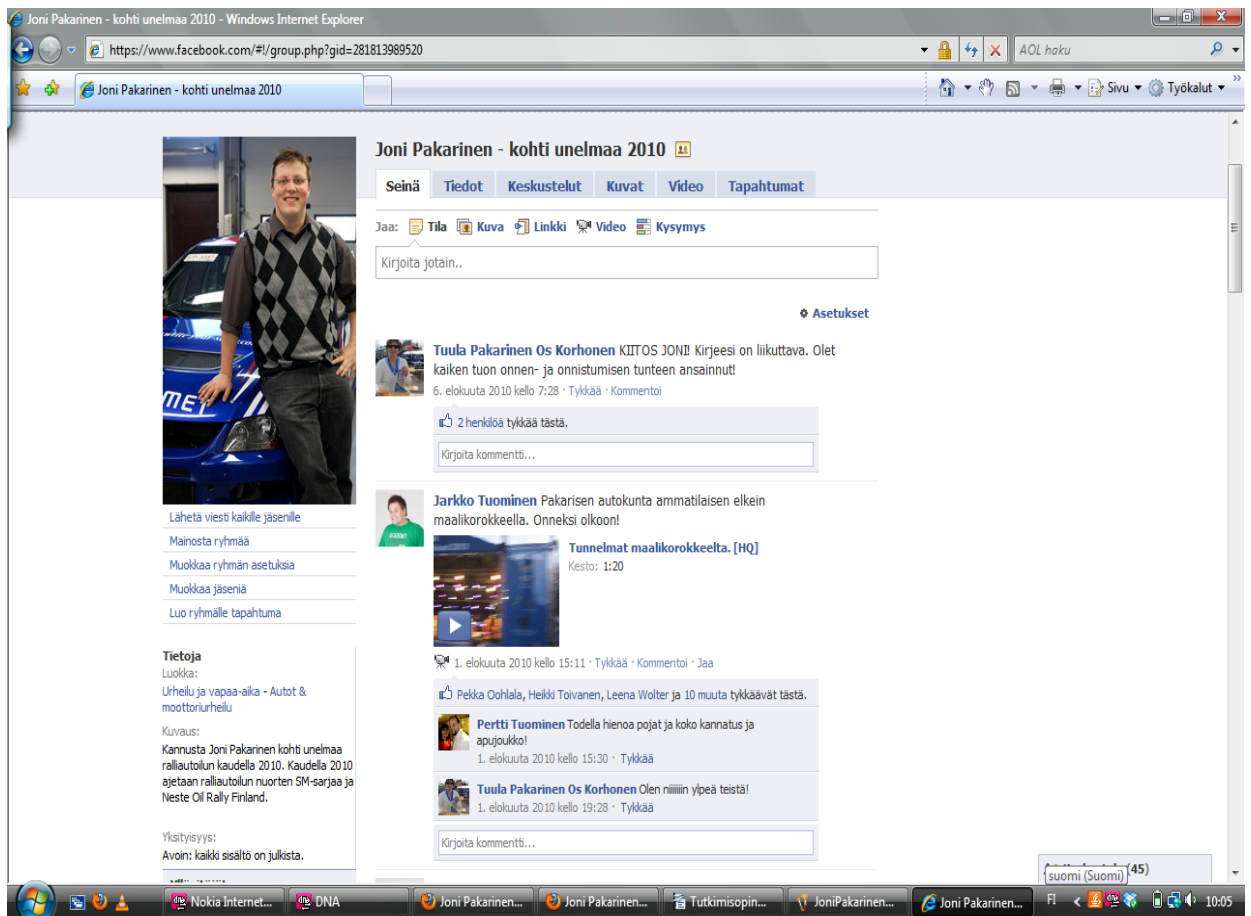 Joni Pakarinen - kohti unelmaa 2010 - Windows Internet Explorer
https://www.facebook.com/#!/group.php?gid=281813989520
AOL haku
Joni Pakarinen - kohti unelmaa 2010
Sivu
Työkalut
Joni Pakarinen - kohti unelmaa 2010
Seinä Tiedot Keskustelut Kuvat Video Tapahtumat
Jaa: Tila Kuva Linkki Video Kysymys
Kirjoita jotain..
Asetukset
Tuula Pakarinen Os Korhonen KIITOS JONI! Kirjeesi on liikuttava. Olet
kaiken tuon onnen- ja onnistumisen tunteen ansainnut!
6. elokuuta 2010 kello 7:28 · Tykkää · Kommentoi
2 henkilöä tykkää tästä.
Kirjoita kommentti...
Jarkko Tuominen Pakarisen autokunta ammatilaisen elkein
maalikorokkeella. Onneksi olkoon!
Tunnelmat maalikorokkeelta. [HQ]
Kesto: 1:20
1. elokuuta 2010 kello 15:11 · Tykkää · Kommentoi · Jaa
Pekka Oohlala, Heikki Toivanen, Leena Wolter ja 10 muuta tykkäävät tästä.
Pertti Tuominen Todella hienoa pojat ja koko kannatus ja
apujoukko!
1. elokuuta 2010 kello 15:30 · Tykkää
Tuula Pakarinen Os Korhonen Olen niiiiin ylpeä teistä!
1. elokuuta 2010 kello 19:28 · Tykkää
Kirjoita kommentti...
Lähetä viesti kaikille jäsenille
Mainosta ryhmää
Muokkaa ryhmän asetuksia
Muokkaa jäseniä
Luo ryhmälle tapahtuma
Tietoja
Luokka:
Urheilu ja vapaa-aika - Autot &
moottoriurheilu
Kuvaus:
Kannusta Joni Pakarinen kohti unelmaa
ralliautoilun kaudella 2010. Kaudella 2010
ajetaan ralliautoilun nuorten SM-sarjaa ja
Neste Oil Rally Finland.
Yksityisyys:
Avoin: kaikki sisältö on julkista.
(45)
suomi (Suomi)
Nokia Internet... DNA Joni Pakarinen... Joni Pakarinen... Tutkimisopin... JoniPakarinen... Joni Pakarinen... FI 10:05